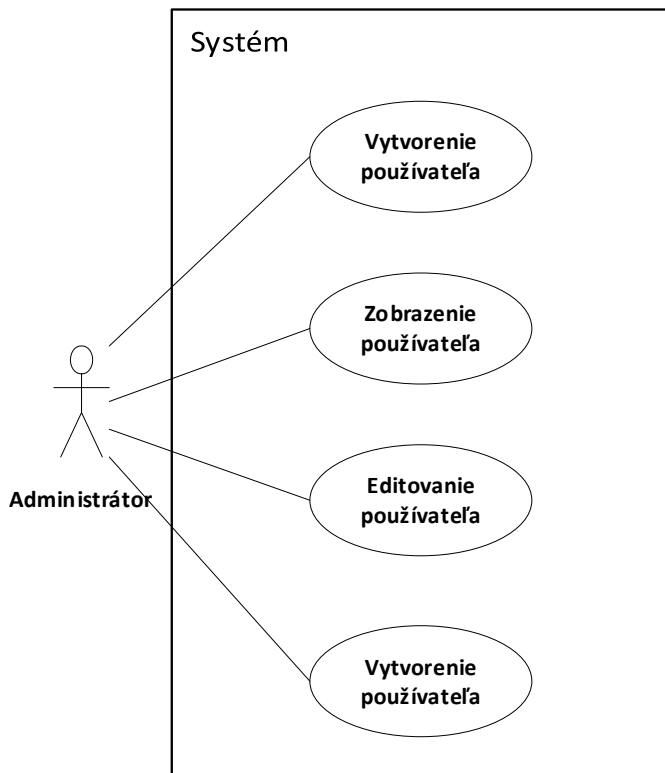 Systém
Vytvorenie
používateľa
Zobrazenie
používateľa
Editovanie
používateľa
Administrátor
Vytvorenie
používateľa